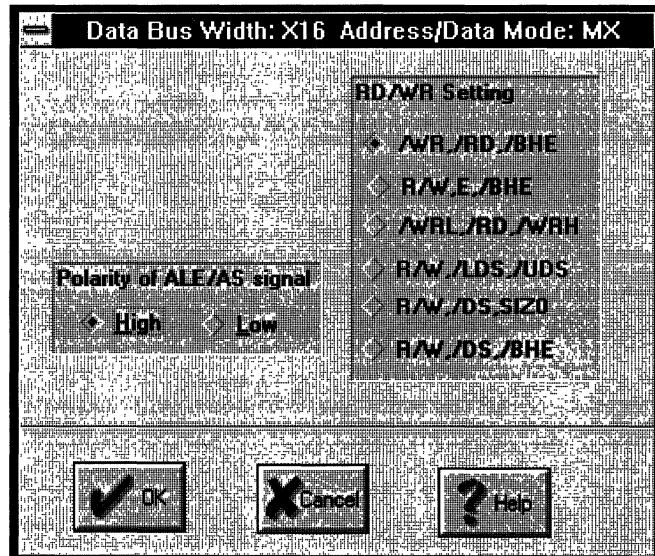 Data Bus Width: X16 Address/Data Mode: MX
RD/WR Setting
/WR,/RD,/BHE
R/W,E,/BHE
/WRL,/RD,/WRH
R/W,/LDS,/UDS
R/W,/DS,SIZ0
R/W,/DS,/BHE
Polarity of ALE/AS signal
High
Low
OK
Cancel
Help